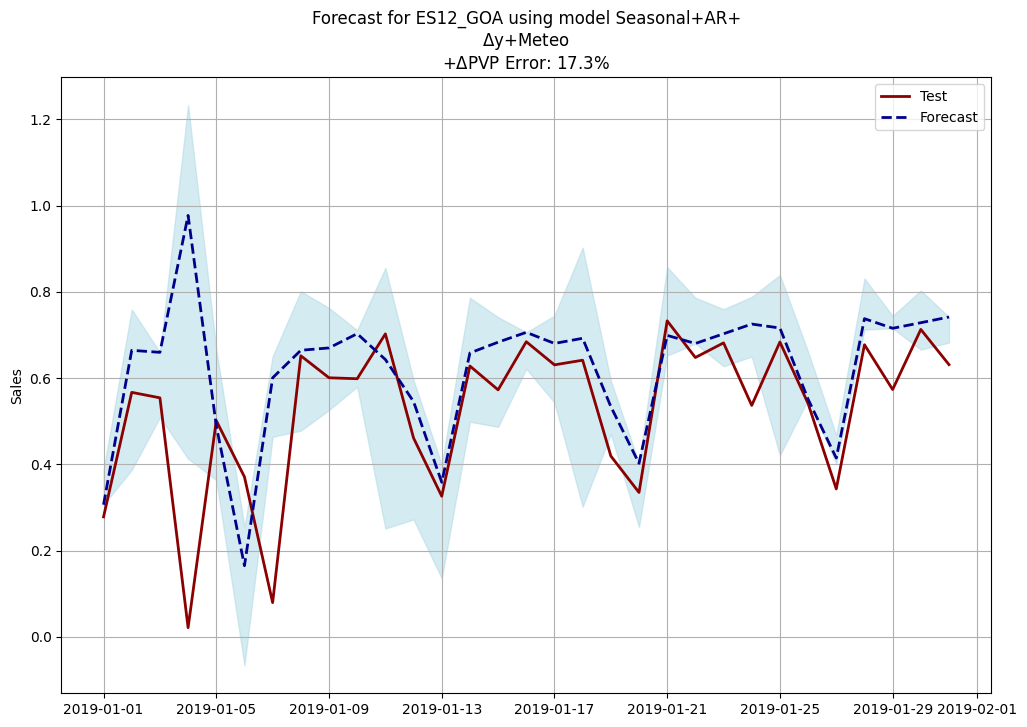 Forecast for ES12_GOA using model Seasonal+AR+
Δy+Meteo
+ΔPVP Error: 17.3%
Test
Forecast
Sales
1.2
1.0
0.8
0.6
0.4
0.2
0.0
2019-01-01 2019-01-05 2019-01-09 2019-01-13 2019-01-17 2019-01-21 2019-01-25 2019-01-29 2019-02-01